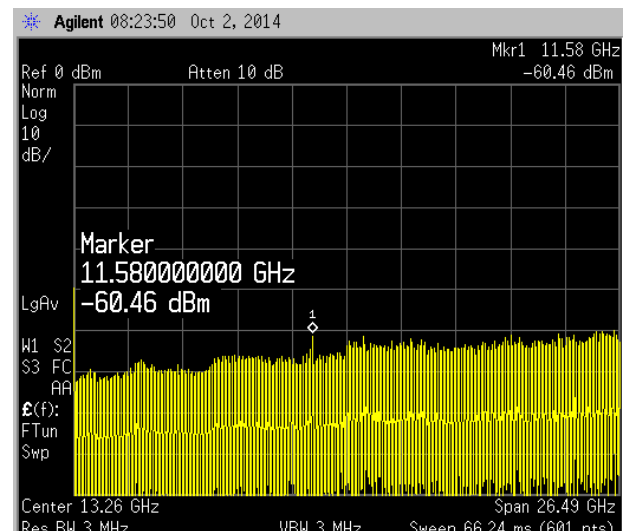 Agilent 08:23:50 Oct 2, 2014
Mkr1 11.58 GHz
Ref 0 dBm Atten 10 dB -60.46 dBm
Norm
Log
10
dB/
Marker
11.580000000 GHz
-60.46 dBm
LgAv
1
W1 S2
S3 FC
AA
£(f):
FTun
Swp
Center 13.26 GHz Span 26.49 GHz
Res BW 3 MHz VBW 3 MHz Sweep 66.24 ms (601 pts)